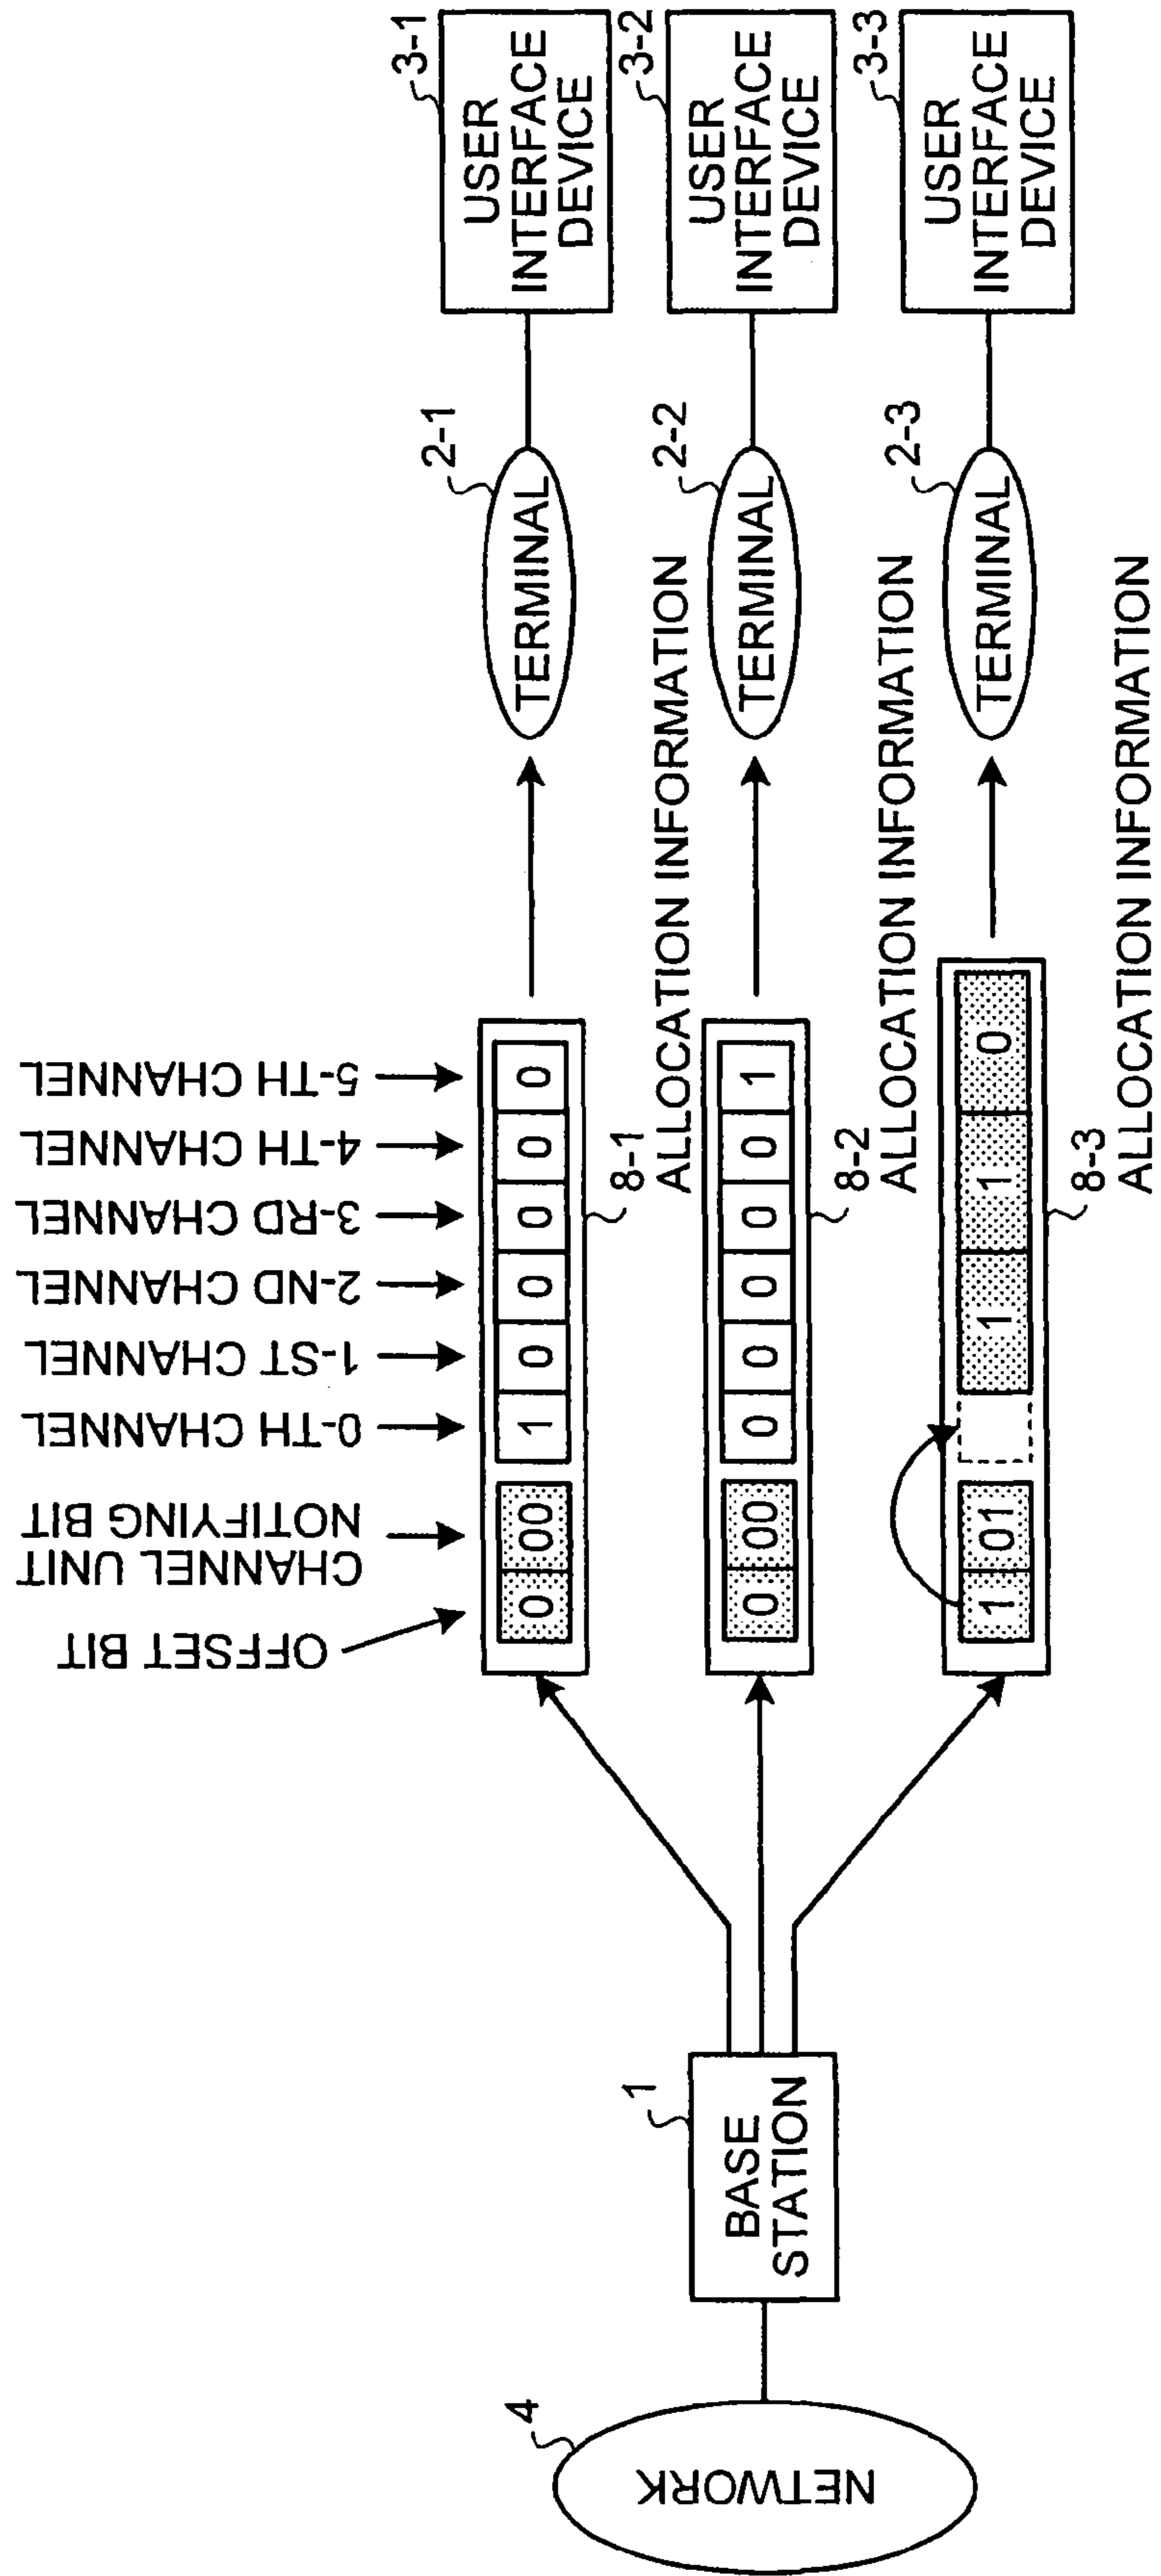 NETWORK
4
BASE
STATION
1
OFFSET BIT
CHANNEL UNIT
NOTIFYING BIT
0-TH CHANNEL
1-ST CHANNEL
2-ND CHANNEL
3-RD CHANNEL
4-TH CHANNEL
5-TH CHANNEL
0 00 1 0 0 0 0 0
8-1
ALLOCATION INFORMATION
TERMINAL
2-1
USER
INTERFACE
DEVICE
3-1
0 00 0 0 0 0 0 1
8-2
ALLOCATION INFORMATION
TERMINAL
2-2
USER
INTERFACE
DEVICE
3-2
1 01 1 1 0
8-3
ALLOCATION INFORMATION
TERMINAL
2-3
USER
INTERFACE
DEVICE
3-3